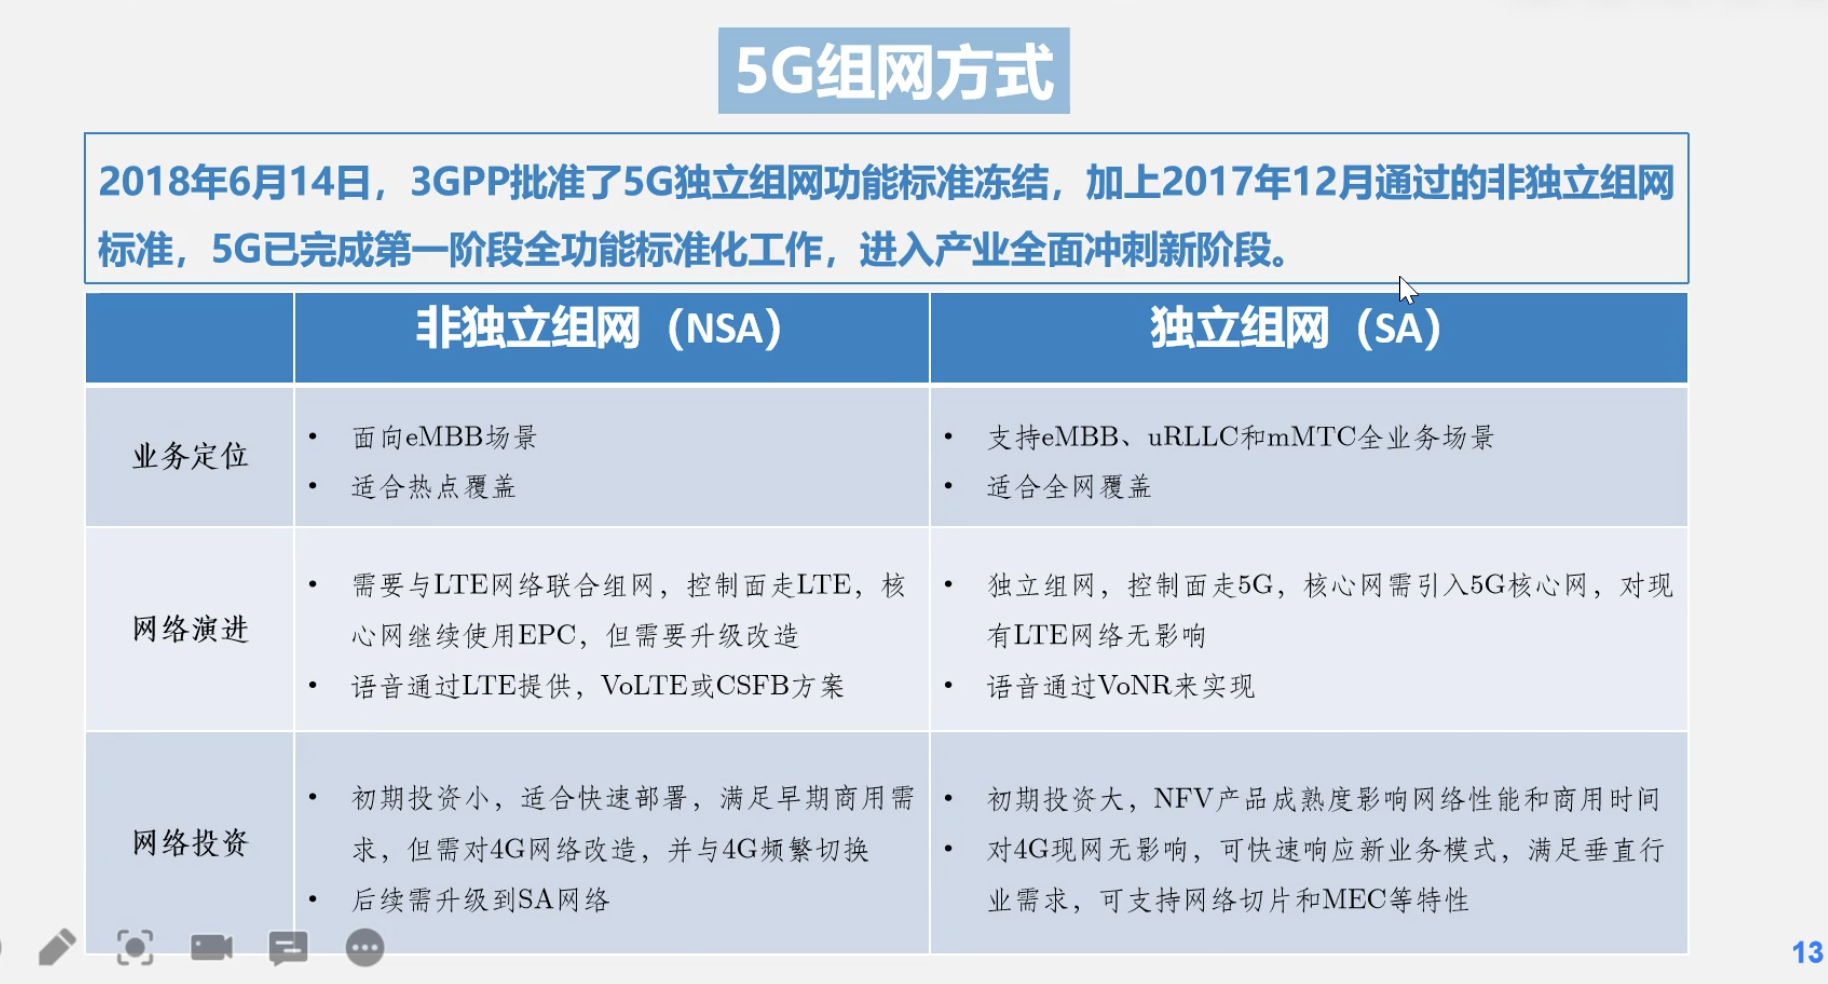 5G组网方式
2018年6月14日，3GPP批准了5G独立组网功能标准冻结，加上2017年12月通过的非独立组网
标准，5G已完成第一阶段全功能标准化工作，进入产业全面冲刺新阶段。
非独立组网（NSA）
独立组网（SA）
业务定位
• 面向eMBB场景
• 适合热点覆盖
• 支持eMBB、uRLLC和mMTC全业务场景
• 适合全网覆盖
网络演进
• 需要与LTE网络联合组网，控制面走LTE，核
心网继续使用EPC，但需要升级改造
• 语音通过LTE提供，VoLTE或CSFB方案
• 独立组网，控制面走5G，核心网需引入5G核心网，对现
有LTE网络无影响
• 语音通过VoNR来实现
网络投资
• 初期投资小，适合快速部署，满足早期商用需
求，但需对4G网络改造，并与4G频繁切换
• 后续需升级到SA网络
• 初期投资大，NFV产品成熟度影响网络性能和商用时间
• 对4G现网无影响，可快速响应新业务模式，满足垂直行
业需求，可支持网络切片和MEC等特性
13